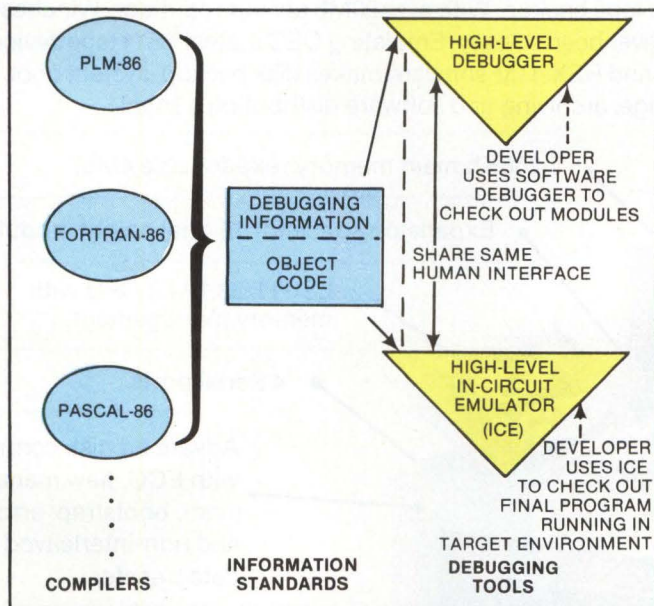 PLM-86
FORTRAN-86
PASCAL-86
COMPILERS
DEBUGGING
INFORMATION
OBJECT
CODE
INFORMATION
STANDARDS
HIGH-LEVEL
DEBUGGER
DEVELOPER
USES SOFTWARE
DEBUGGER TO
CHECK OUT MODULES
SHARE SAME
HUMAN INTERFACE
HIGH-LEVEL
IN-CIRCUIT
EMULATOR
(ICE)
DEVELOPER
USES ICE
TO CHECK OUT
FINAL PROGRAM
RUNNING IN
TARGET ENVIRONMENT
DEBUGGING
TOOLS